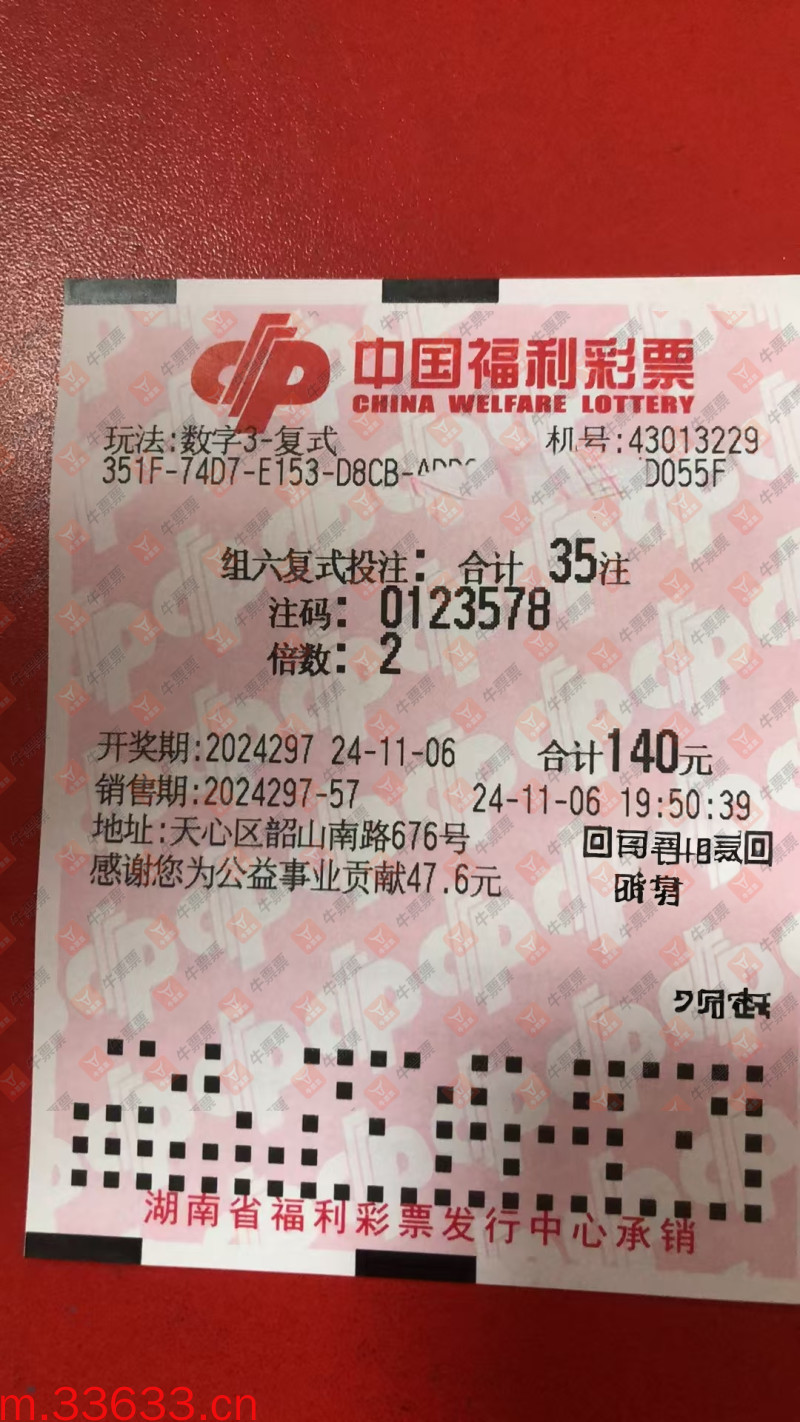 中国福利彩票
CHINA WELFARE LOTTERY
玩法:数字3-复式 机号:43013229
351F-74D7-E153-D8CB- D055F
组六复式投注: 合计 35注
注码: 0123578
倍数: 2
开奖期:2024297 24-11-06 合计140元
销售期:2024297-57 24-11-06 19:50:39
地址:天心区韶山南路676号
感谢您为公益事业贡献47.6元
湖南省福利彩票发行中心承销
牛票票
m.33633.cn